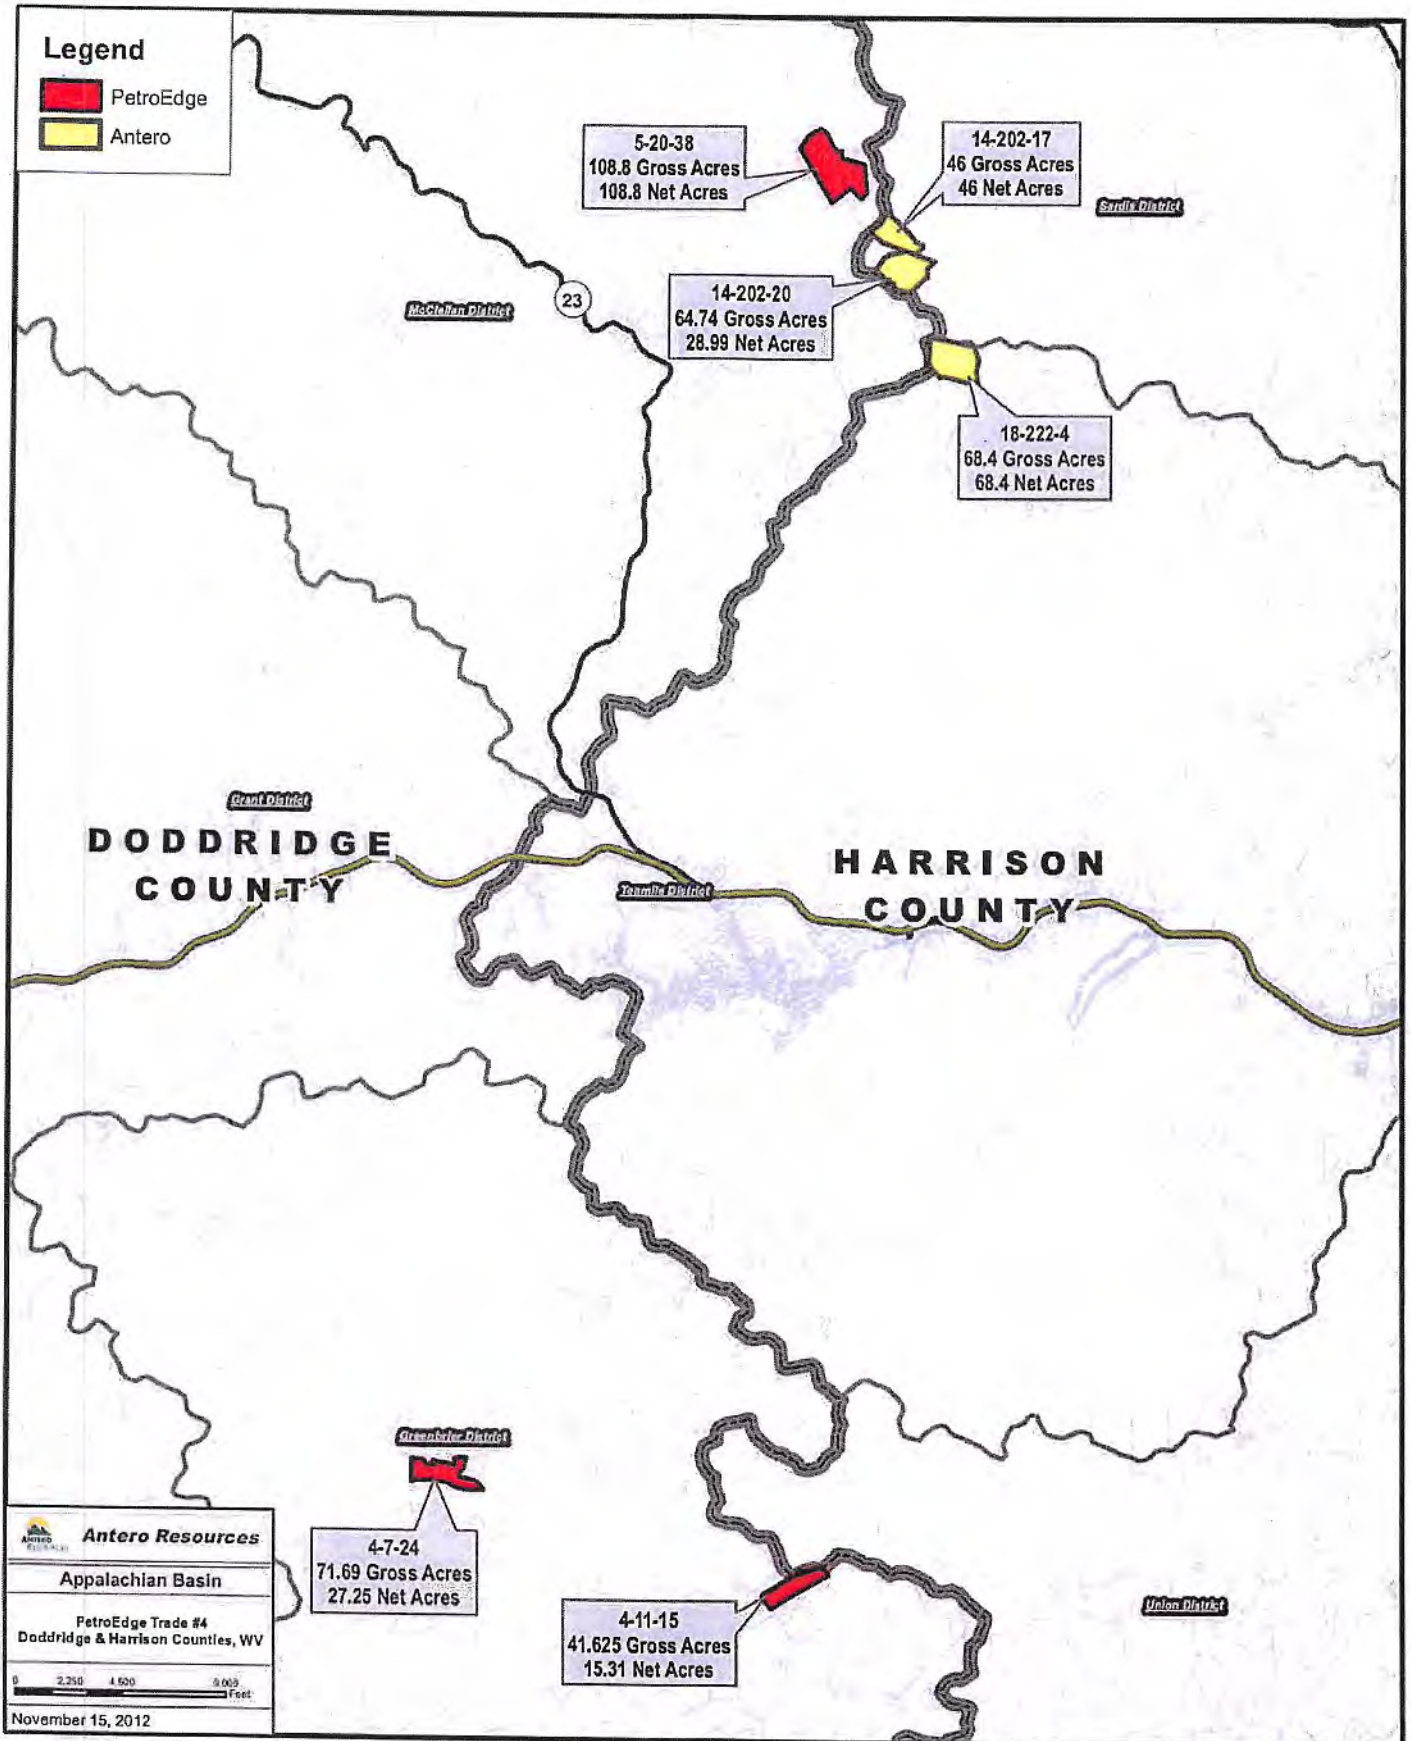 Legend
PetroEdge
Antero
5-20-38
108.8 Gross Acres
108.8 Net Acres
14-202-17
46 Gross Acres
46 Net Acres
Sardis District
McClellan District
23
14-202-20
64.74 Gross Acres
28.99 Net Acres
18-222-4
68.4 Gross Acres
68.4 Net Acres
Grant District
DODDRIDGE
COUNTY
HARRISON
COUNTY
Tenmile District
Greenbrier District
4-7-24
71.69 Gross Acres
27.25 Net Acres
4-11-15
41.625 Gross Acres
15.31 Net Acres
Union District
Antero Resources
Appalachian Basin
PetroEdge Trade #4
Doddridge & Harrison Counties, WV
0 2,250 4,500 9,000
Feet
November 15, 2012